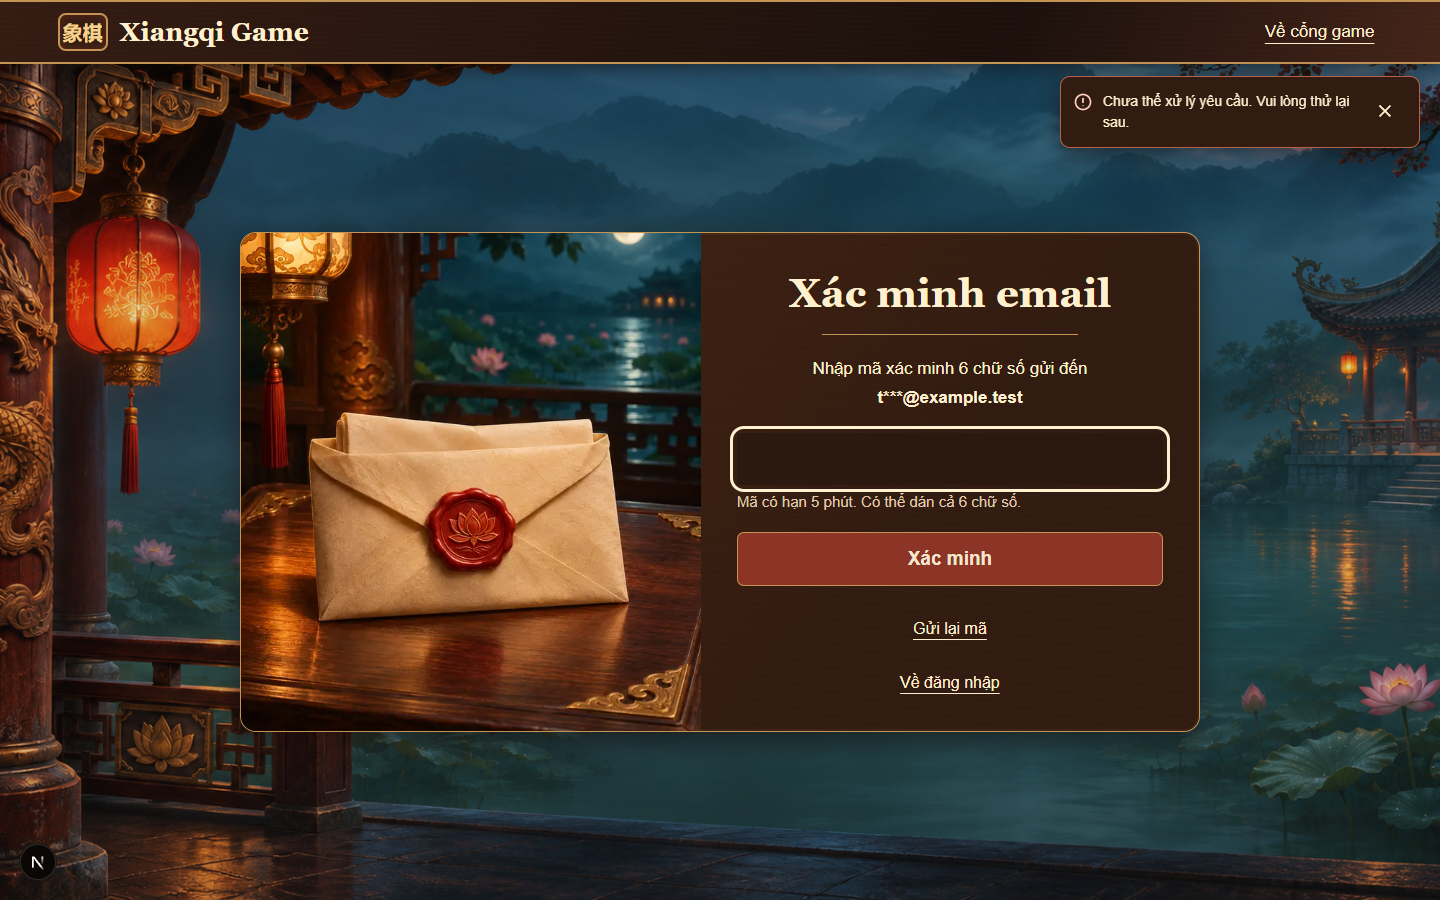 象棋 Xiangqi Game
Về cổng game
Chưa thể xử lý yêu cầu. Vui lòng thử lại
sau.
Xác minh email
Nhập mã xác minh 6 chữ số gửi đến
t***@example.test
Mã có hạn 5 phút. Có thể dán cả 6 chữ số.
Xác minh
Gửi lại mã
Về đăng nhập
N